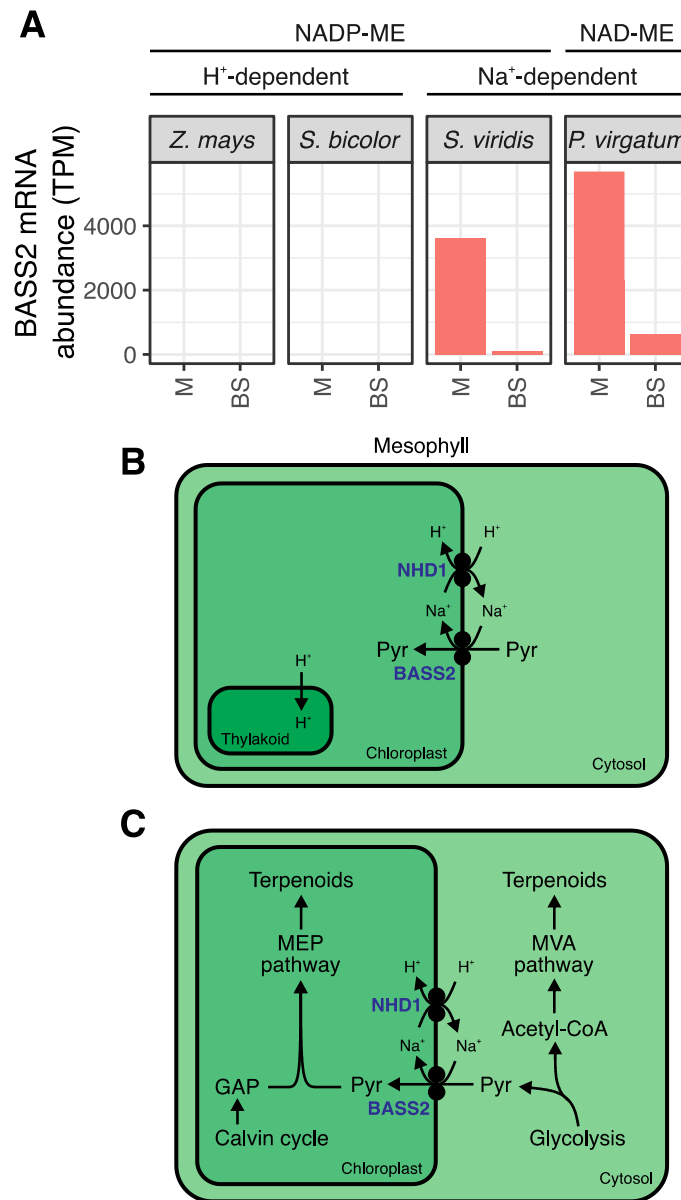 A
NADP-ME NAD-ME
H⁺-dependent Na⁺-dependent
Z. mays S. bicolor S. viridis P. virgatum
BASS2 mRNA
abundance (TPM)
4000
2000
0
M BS M BS M BS M BS
B
Mesophyll
H⁺ H⁺
NHD1
Na⁺ Na⁺
Pyr Pyr
BASS2
H⁺
H⁺
Thylakoid
Chloroplast
Cytosol
C
Terpenoids Terpenoids
MEP
pathway
MVA
pathway
H⁺ H⁺
NHD1
Acetyl-CoA
Na⁺ Na⁺
GAP Pyr Pyr
BASS2
Calvin cycle Glycolysis
Chloroplast
Cytosol